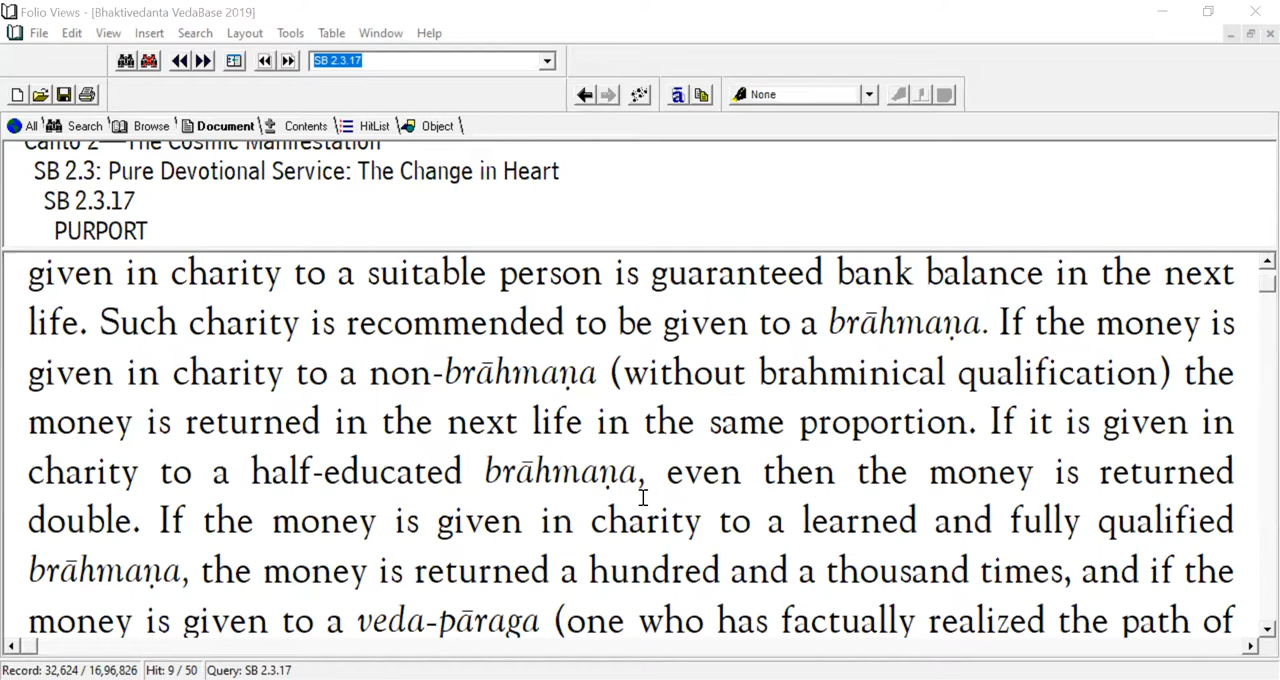 Folio Views - [Bhaktivedanta VedaBase 2019]
File Edit View Insert Search Layout Tools Table Window Help
SB 2.3.17
None
All Search Browse Document Contents HitList Object
Canto 2—The Cosmic Manifestation
SB 2.3: Pure Devotional Service: The Change in Heart
SB 2.3.17
PURPORT
given in charity to a suitable person is guaranteed bank balance in the next
life. Such charity is recommended to be given to a brāhmaṇa. If the money is
given in charity to a non-brāhmaṇa (without brahminical qualification) the
money is returned in the next life in the same proportion. If it is given in
charity to a half-educated brāhmaṇa, even then the money is returned
double. If the money is given in charity to a learned and fully qualified
brāhmaṇa, the money is returned a hundred and a thousand times, and if the
money is given to a veda-pāraga (one who has factually realized the path of
Record: 32,624 / 16,96,826 Hit: 9 / 50 Query: SB 2.3.17